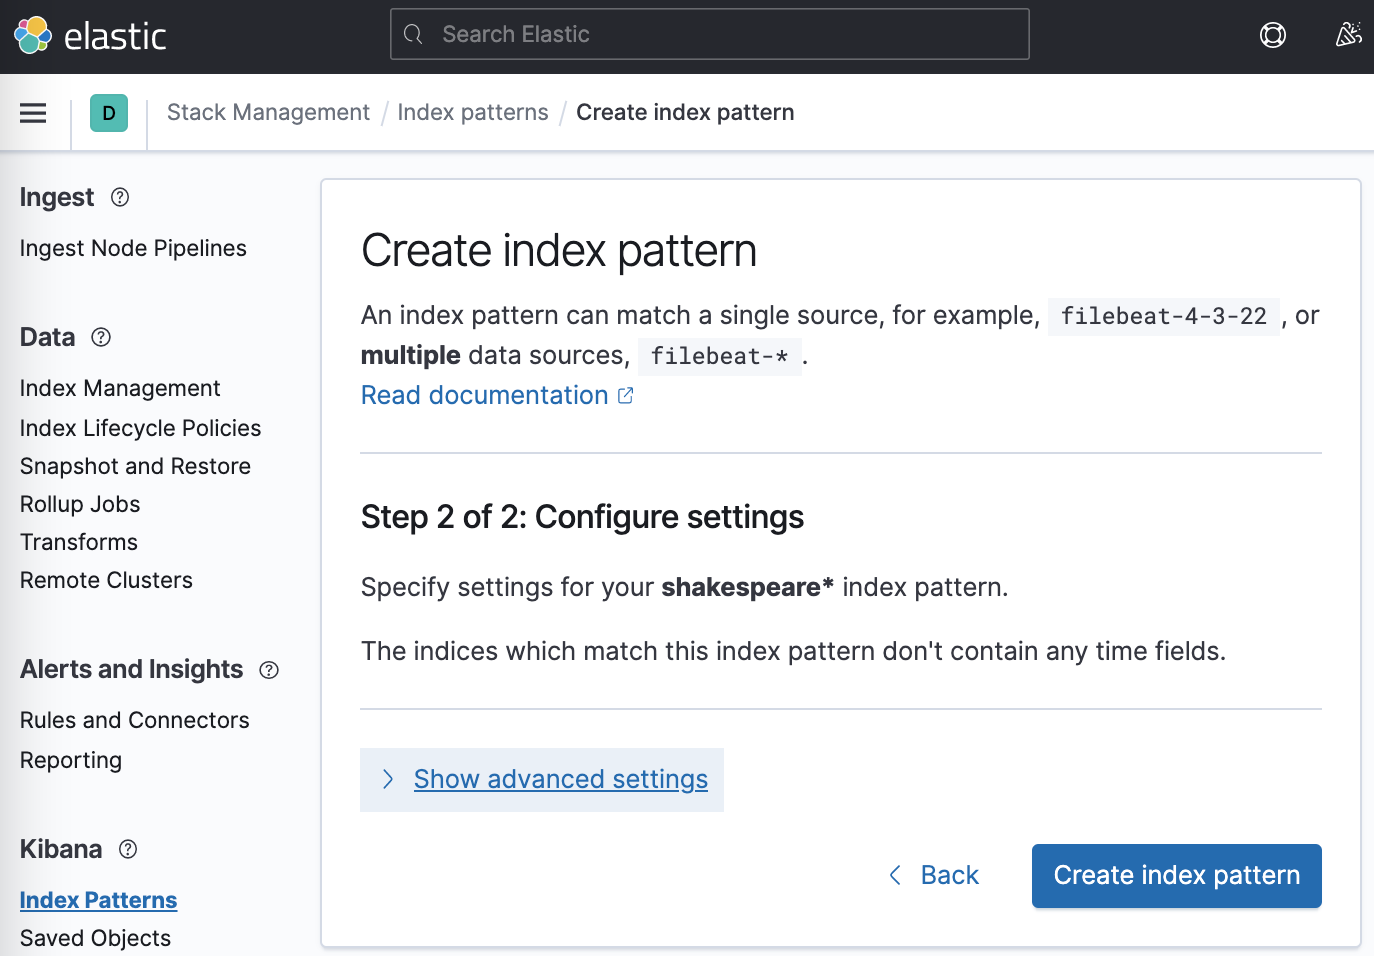 elastic
Search Elastic
D
Stack Management / Index patterns / Create index pattern
Ingest
Ingest Node Pipelines
Data
Index Management
Index Lifecycle Policies
Snapshot and Restore
Rollup Jobs
Transforms
Remote Clusters
Alerts and Insights
Rules and Connectors
Reporting
Kibana
Index Patterns
Saved Objects
Create index pattern
An index pattern can match a single source, for example, filebeat-4-3-22 , or
multiple data sources, filebeat-* .
Read documentation
Step 2 of 2: Configure settings
Specify settings for your shakespeare* index pattern.
The indices which match this index pattern don't contain any time fields.
Show advanced settings
Back
Create index pattern